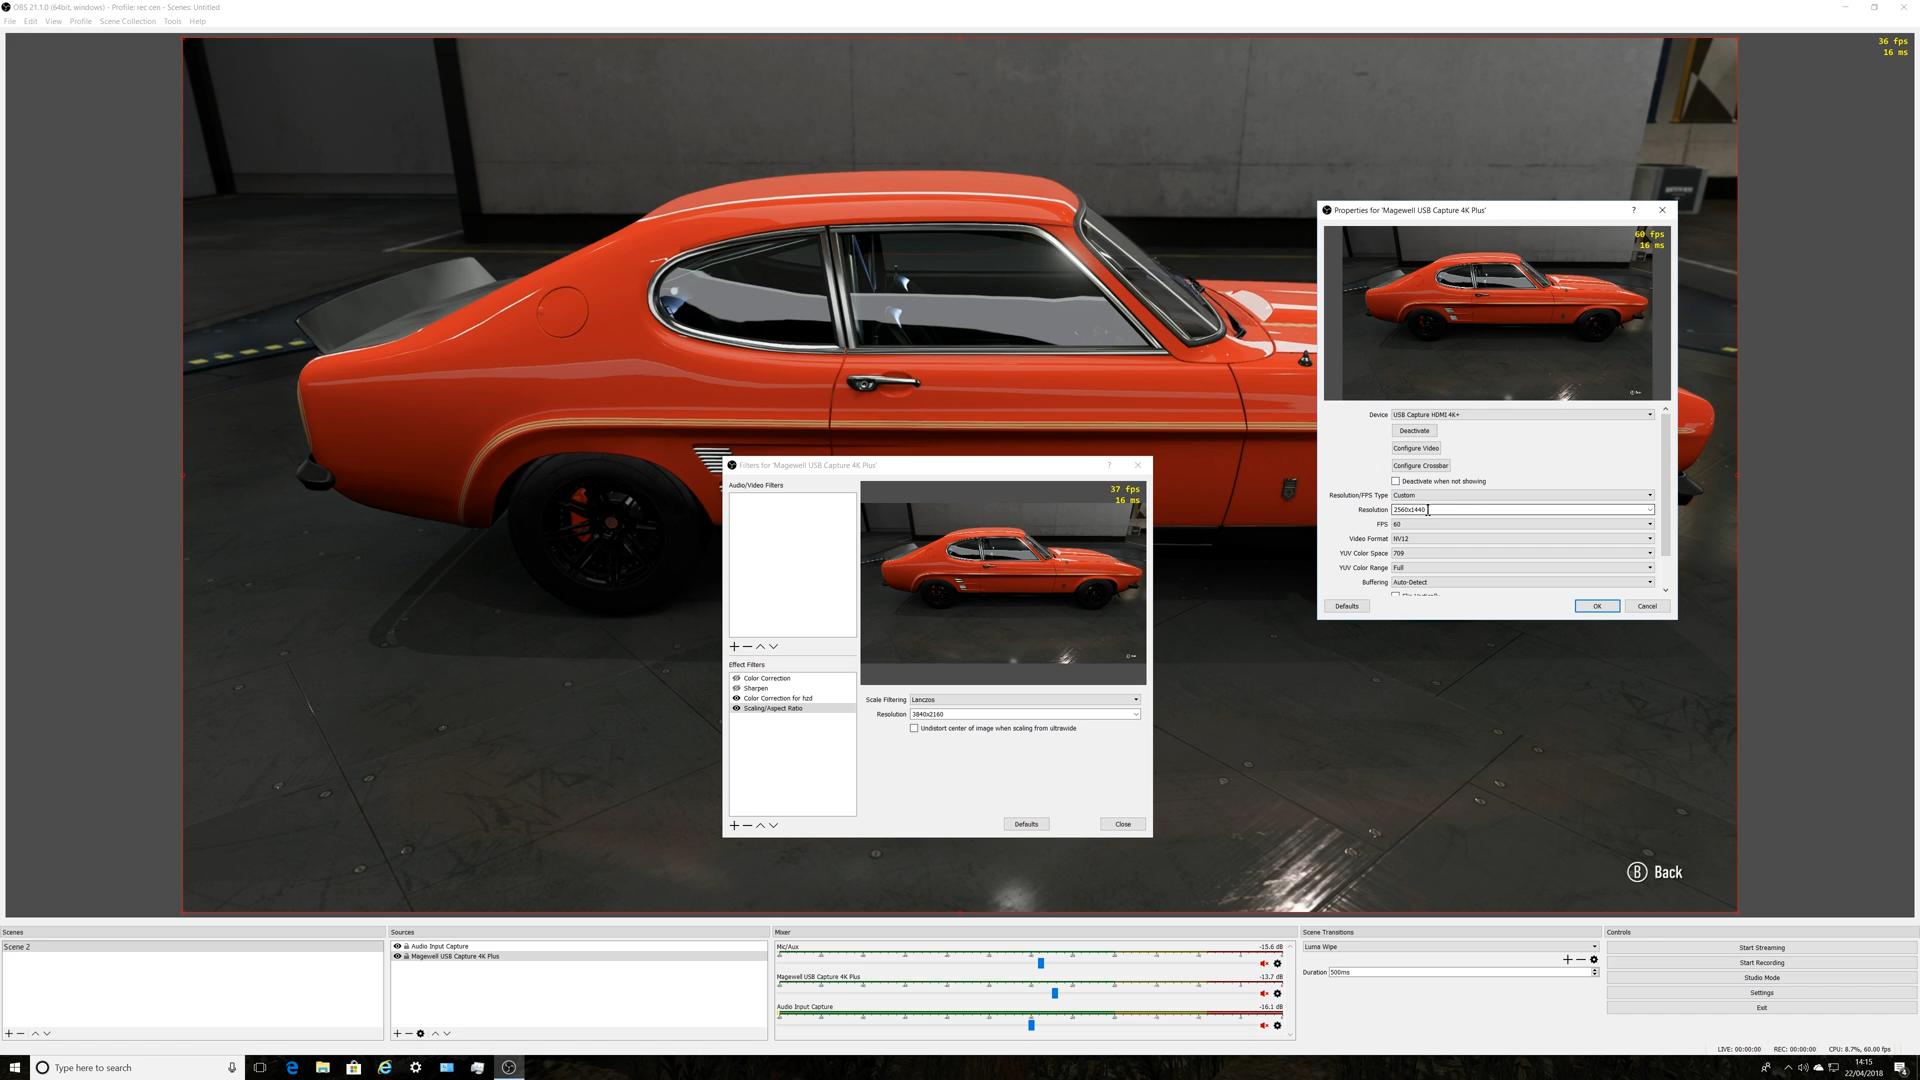 OBS 21.1.0 (64bit, windows) - Profile: rec cen - Scenes: Untitled
File Edit View Profile Scene Collection Tools Help
36 fps
16 ms
Properties for 'Magewell USB Capture 4K Plus'
60 fps
16 ms
Device USB Capture HDMI 4K+
Deactivate
Configure Video
Configure Crossbar
Deactivate when not showing
Resolution/FPS Type Custom
Resolution 2560x1440
FPS 60
Video Format NV12
YUV Color Space 709
YUV Color Range Full
Buffering Auto-Detect
Defaults OK Cancel
Filters for 'Magewell USB Capture 4K Plus'
Audio/Video Filters
37 fps
16 ms
Effect Filters
Color Correction
Sharpen
Color Correction for hzd
Scaling/Aspect Ratio
Scale Filtering Lanczos
Resolution 3840x2160
Undistort center of image when scaling from ultrawide
Defaults Close
B Back
Scenes
Scene 2
Sources
Audio Input Capture
Magewell USB Capture 4K Plus
Mixer
Mic/Aux -15.6 dB
Magewell USB Capture 4K Plus -13.7 dB
Audio Input Capture -16.1 dB
Scene Transitions
Luma Wipe
Duration 500ms
Controls
Start Streaming
Start Recording
Studio Mode
Settings
Exit
LIVE: 00:00:00 REC: 00:00:00 CPU: 8.7%, 60.00 fps
Type here to search
14:15
22/04/2018